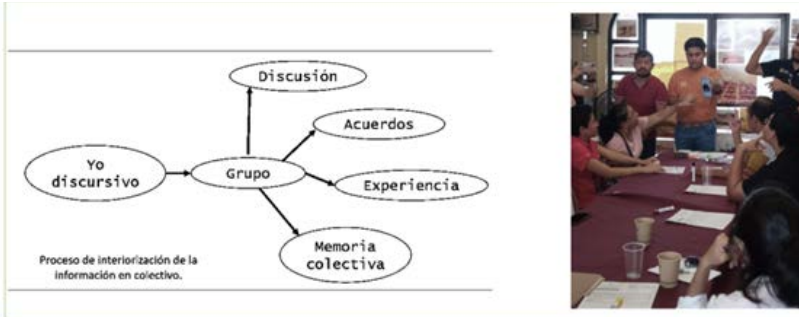 Discusión
Acuerdos
Yo
discursivo
Grupo
Experiencia
Memoria
colectiva
Proceso de interiorización de la
información en colectivo.